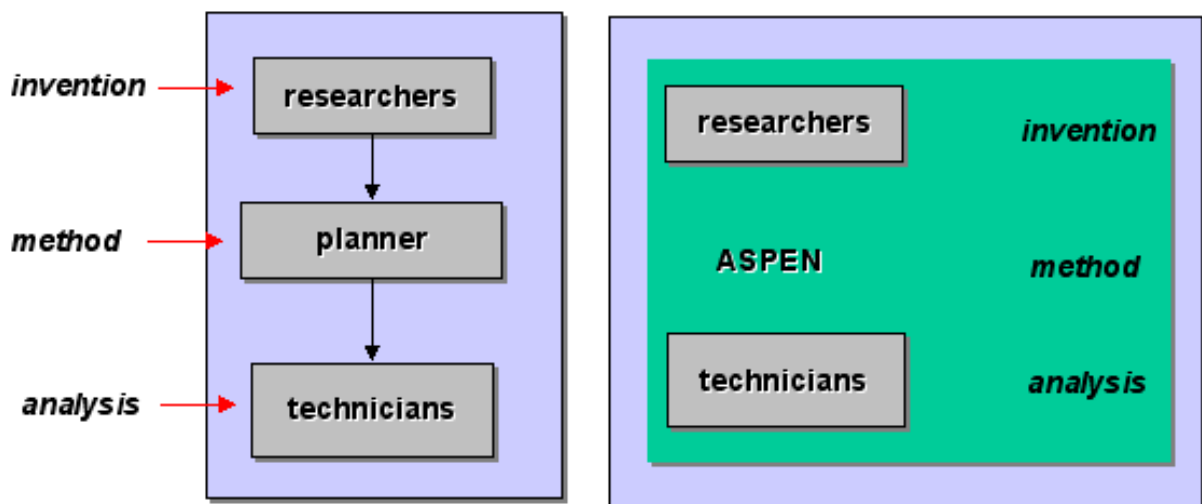 invention
researchers
method
planner
analysis
technicians
researchers
invention
ASPEN
method
technicians
analysis